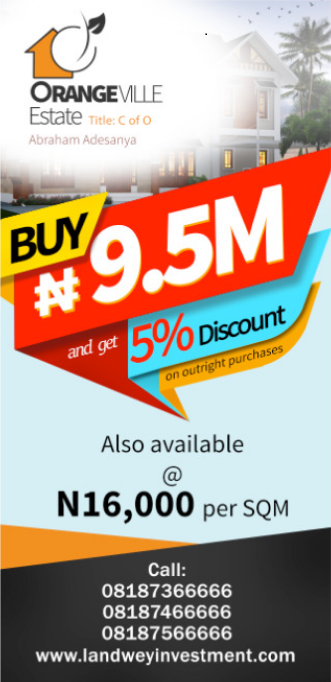 ORANGEVILLE
Estate Title: C of O
Abraham Adesanya
BUY
₦ 9.5M
and get 5% Discount
on outright purchases
Also available
@
N16,000 per SQM
Call:
08187366666
08187466666
08187566666
www.landweyinvestment.com